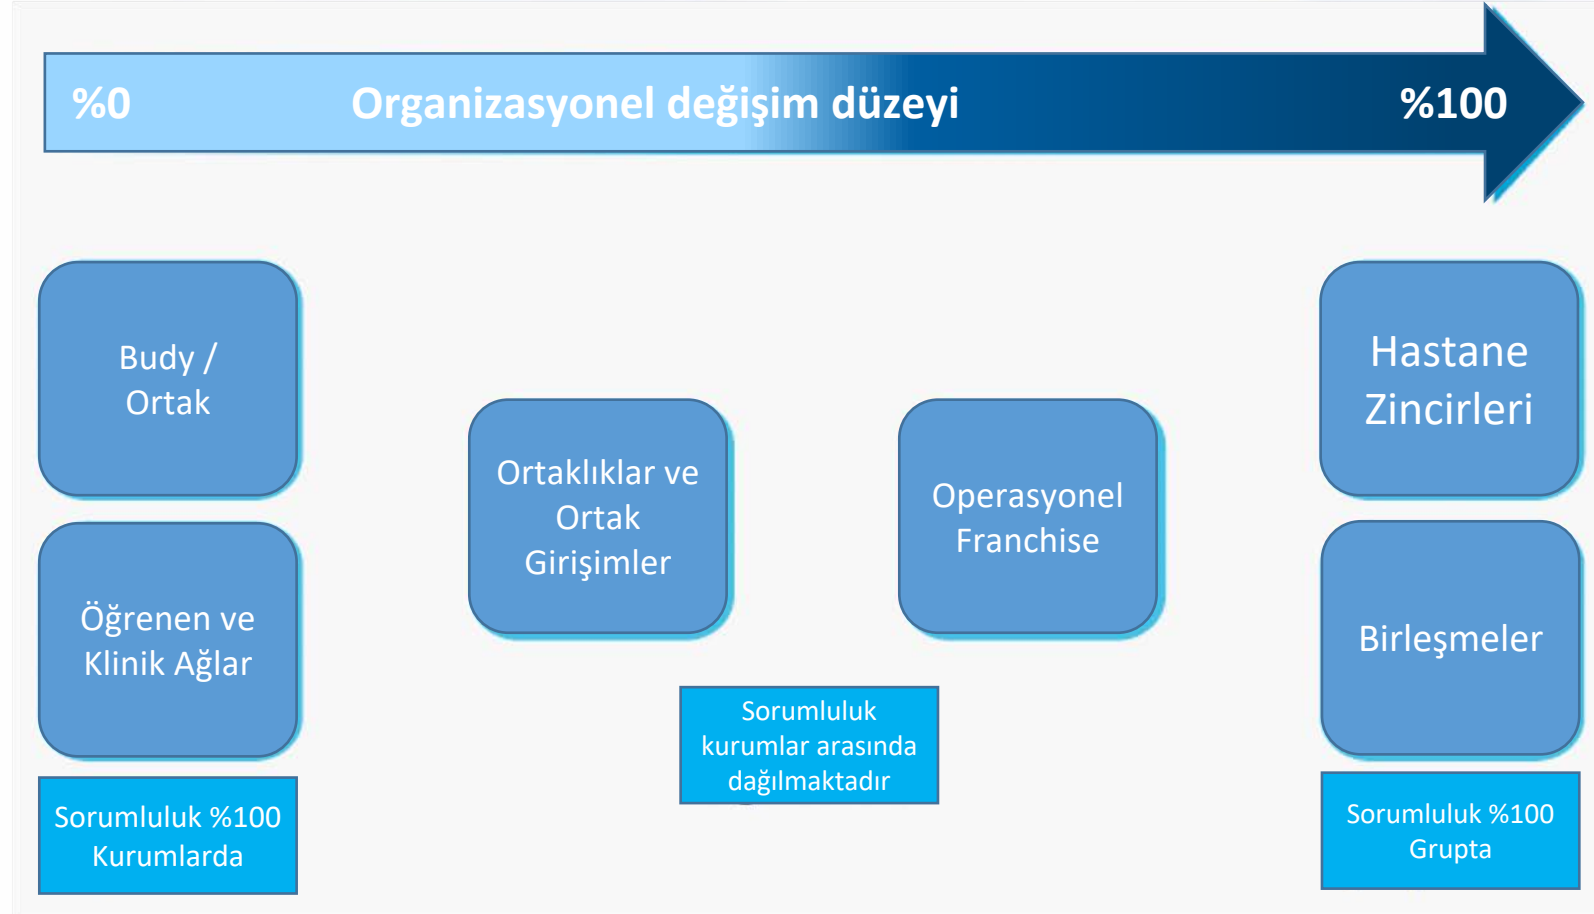 %0 Organizasyonel değişim düzeyi %100
Budy /
Ortak
Öğrenen ve
Klinik Ağlar
Sorumluluk %100
Kurumlarda
Ortaklıklar ve
Ortak
Girişimler
Operasyonel
Franchise
Sorumluluk
kurumlar arasında
dağılmaktadır
Hastane
Zincirleri
Birleşmeler
Sorumluluk %100
Grupta